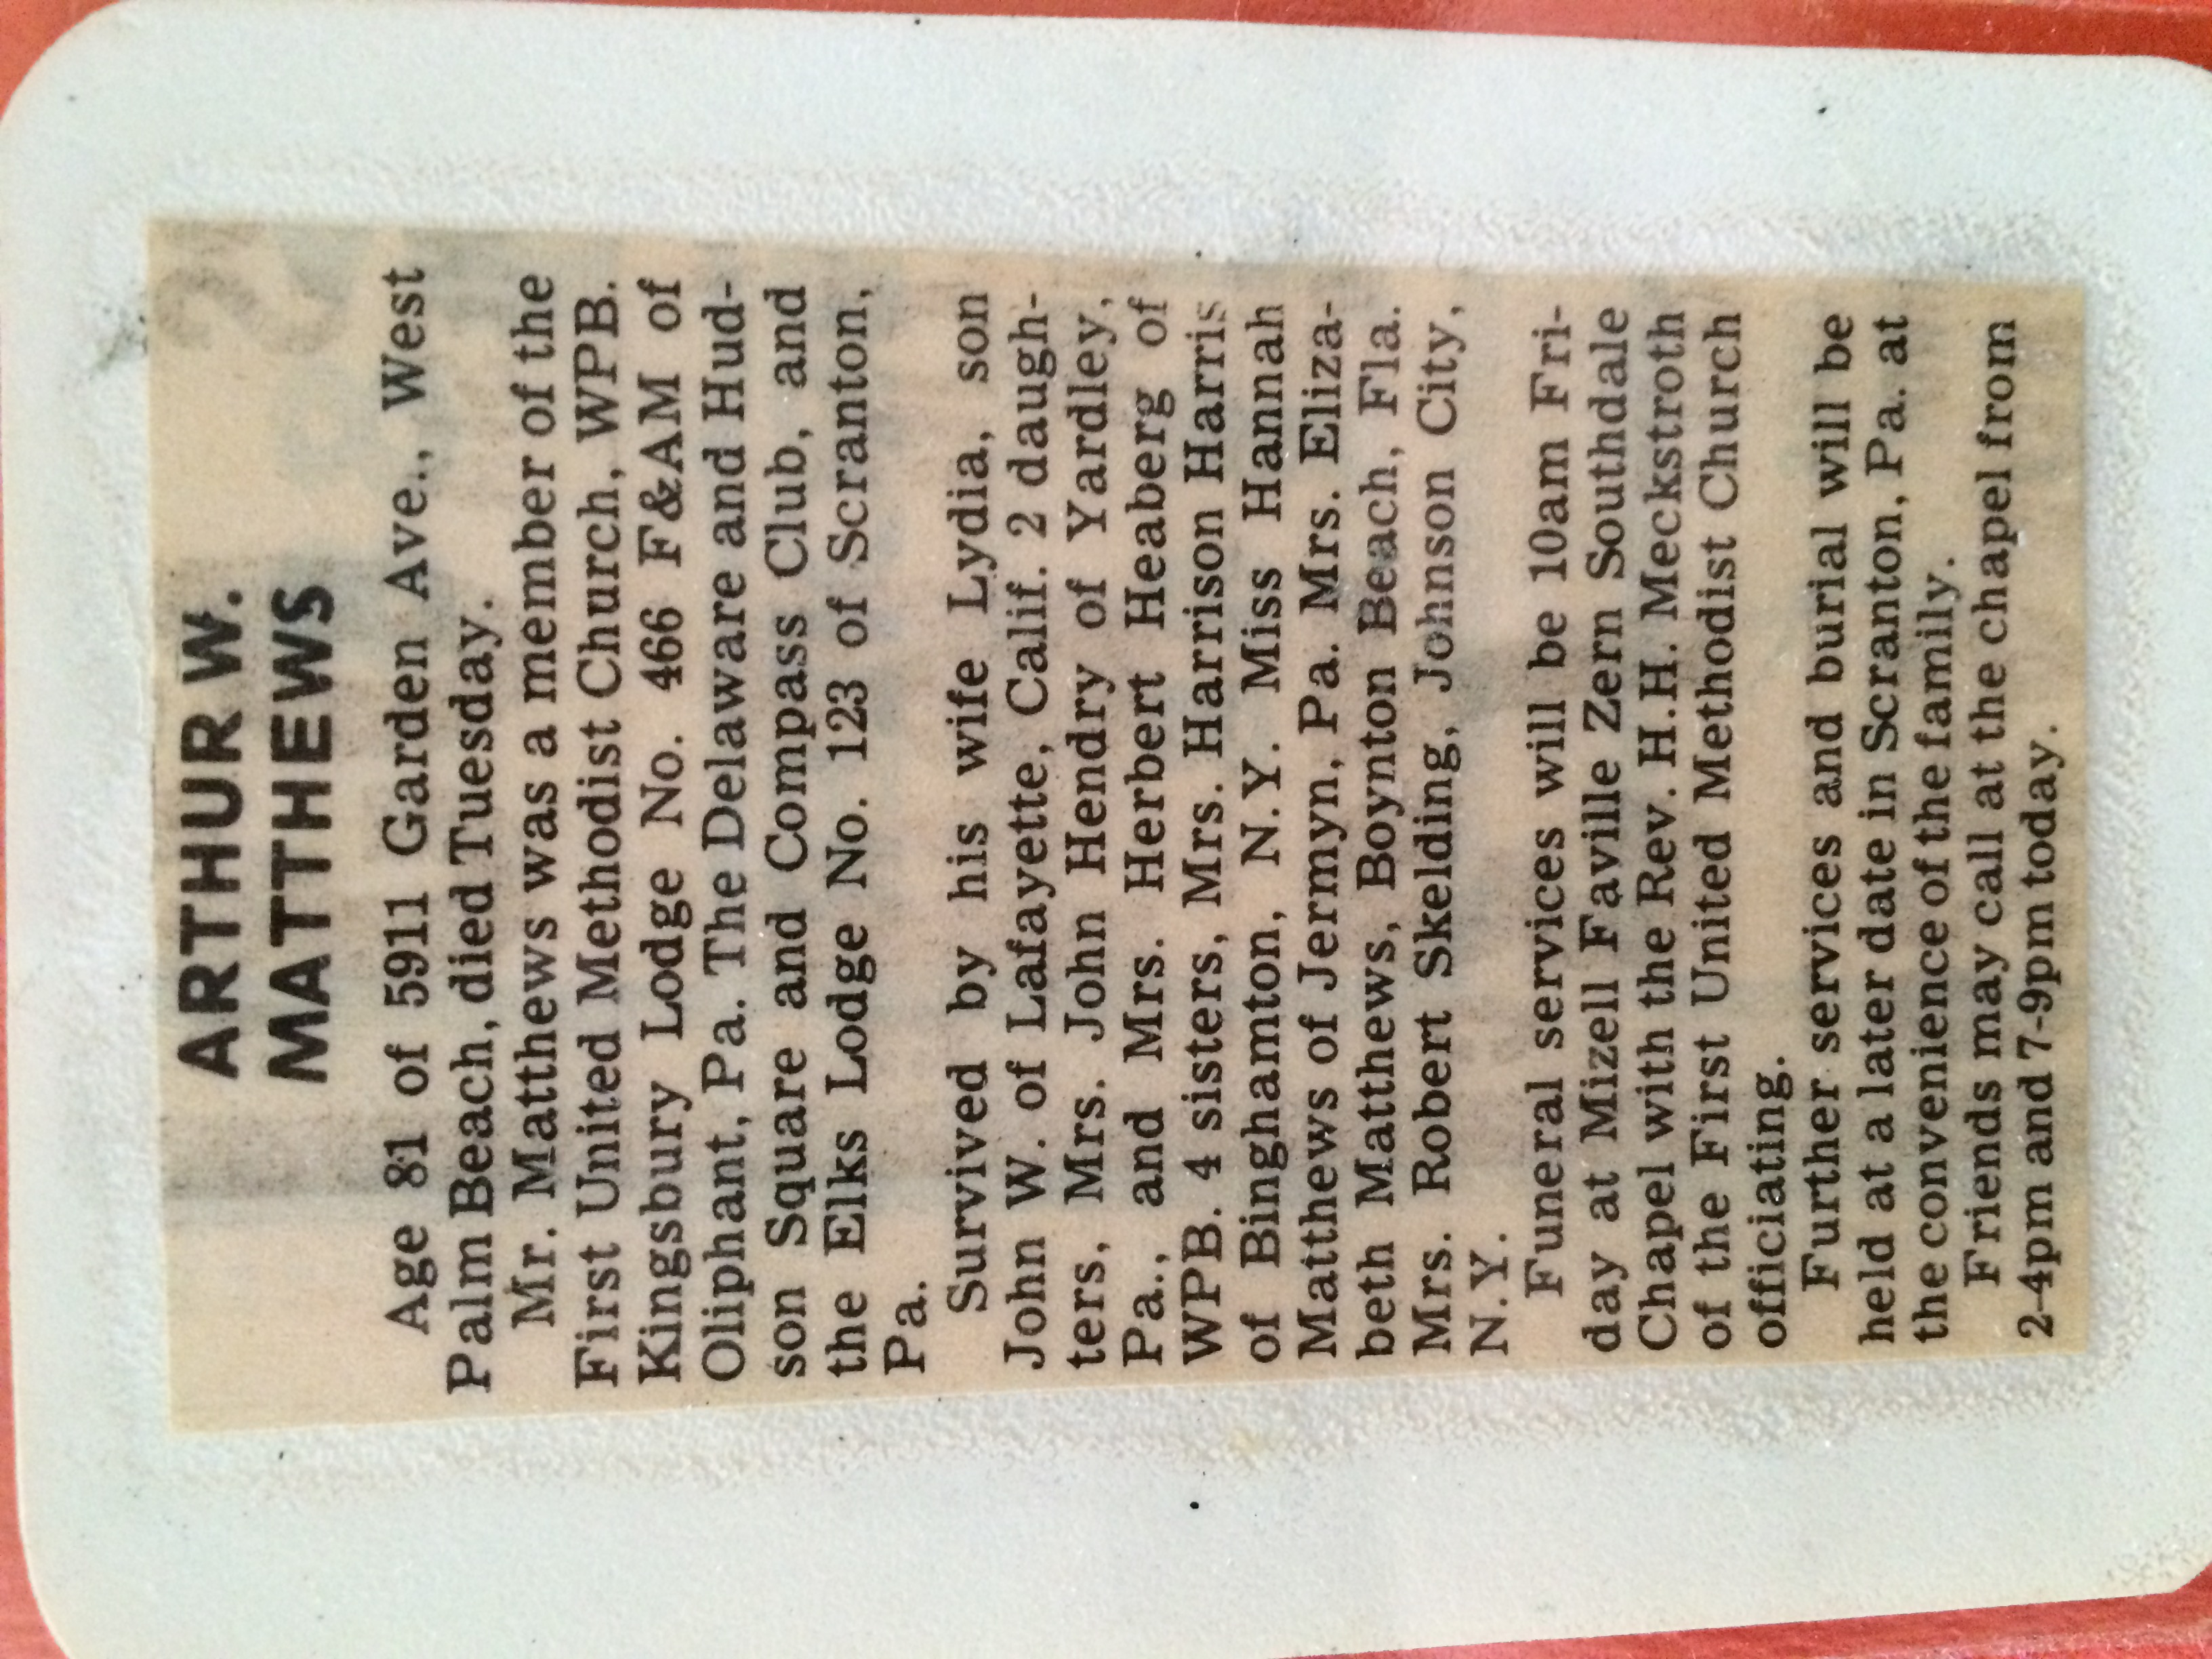 ARTHUR W.
MATTHEWS
Age 81 of 5911 Garden Ave., West
Palm Beach, died Tuesday.
Mr. Matthews was a member of the
First United Methodist Church, WPB.
Kingsbury Lodge No. 466 F&AM of
Oliphant, Pa. The Delaware and Hud-
son Square and Compass Club, and
the Elks Lodge No. 123 of Scranton,
Pa.
Survived by his wife Lydia, son
John W. of Lafayette, Calif. 2 daugh-
ters, Mrs. John Hendry of Yardley,
Pa., and Mrs. Herbert Heaberg of
WPB. 4 sisters, Mrs. Harrison Harris
of Binghamton, N.Y. Miss Hannah
Matthews of Jermyn, Pa. Mrs. Eliza-
beth Matthews, Boynton Beach, Fla.
Mrs. Robert Skelding, Johnson City,
N.Y.
Funeral services will be 10am Fri-
day at Mizell Faville Zern Southdale
Chapel with the Rev. H.H. Meckstroth
of the First United Methodist Church
officiating.
Further services and burial will be
held at a later date in Scranton, Pa. at
the convenience of the family.
Friends may call at the chapel from
2-4pm and 7-9pm today.